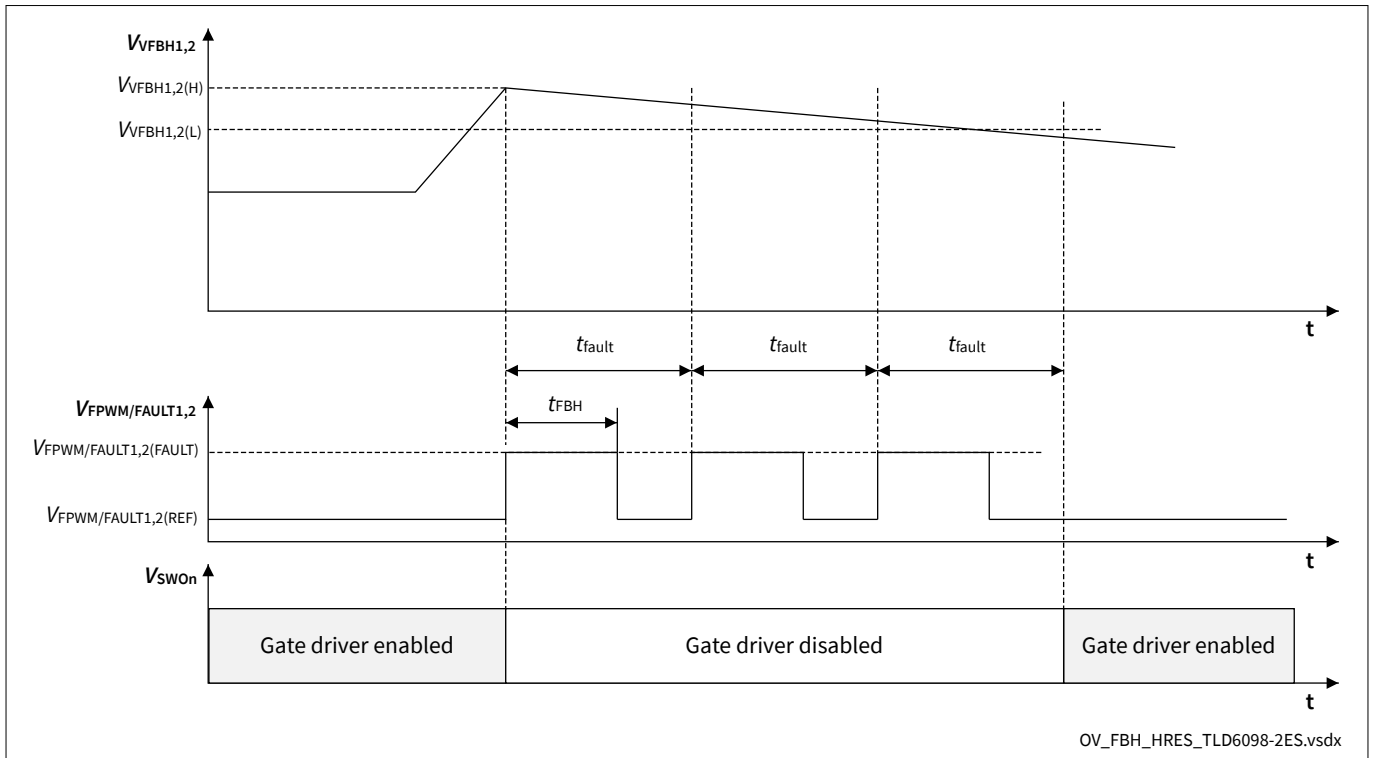 VVFBH1,2
VVFBH1,2(H)
VVFBH1,2(L)
t
tfault tfault tfault
VFPWM/FAULT1,2
tFBH
VFPWM/FAULT1,2(FAULT)
VFPWM/FAULT1,2(REF)
t
VSWOn
Gate driver enabled Gate driver disabled Gate driver enabled
t
OV_FBH_HRES_TLD6098-2ES.vsdx